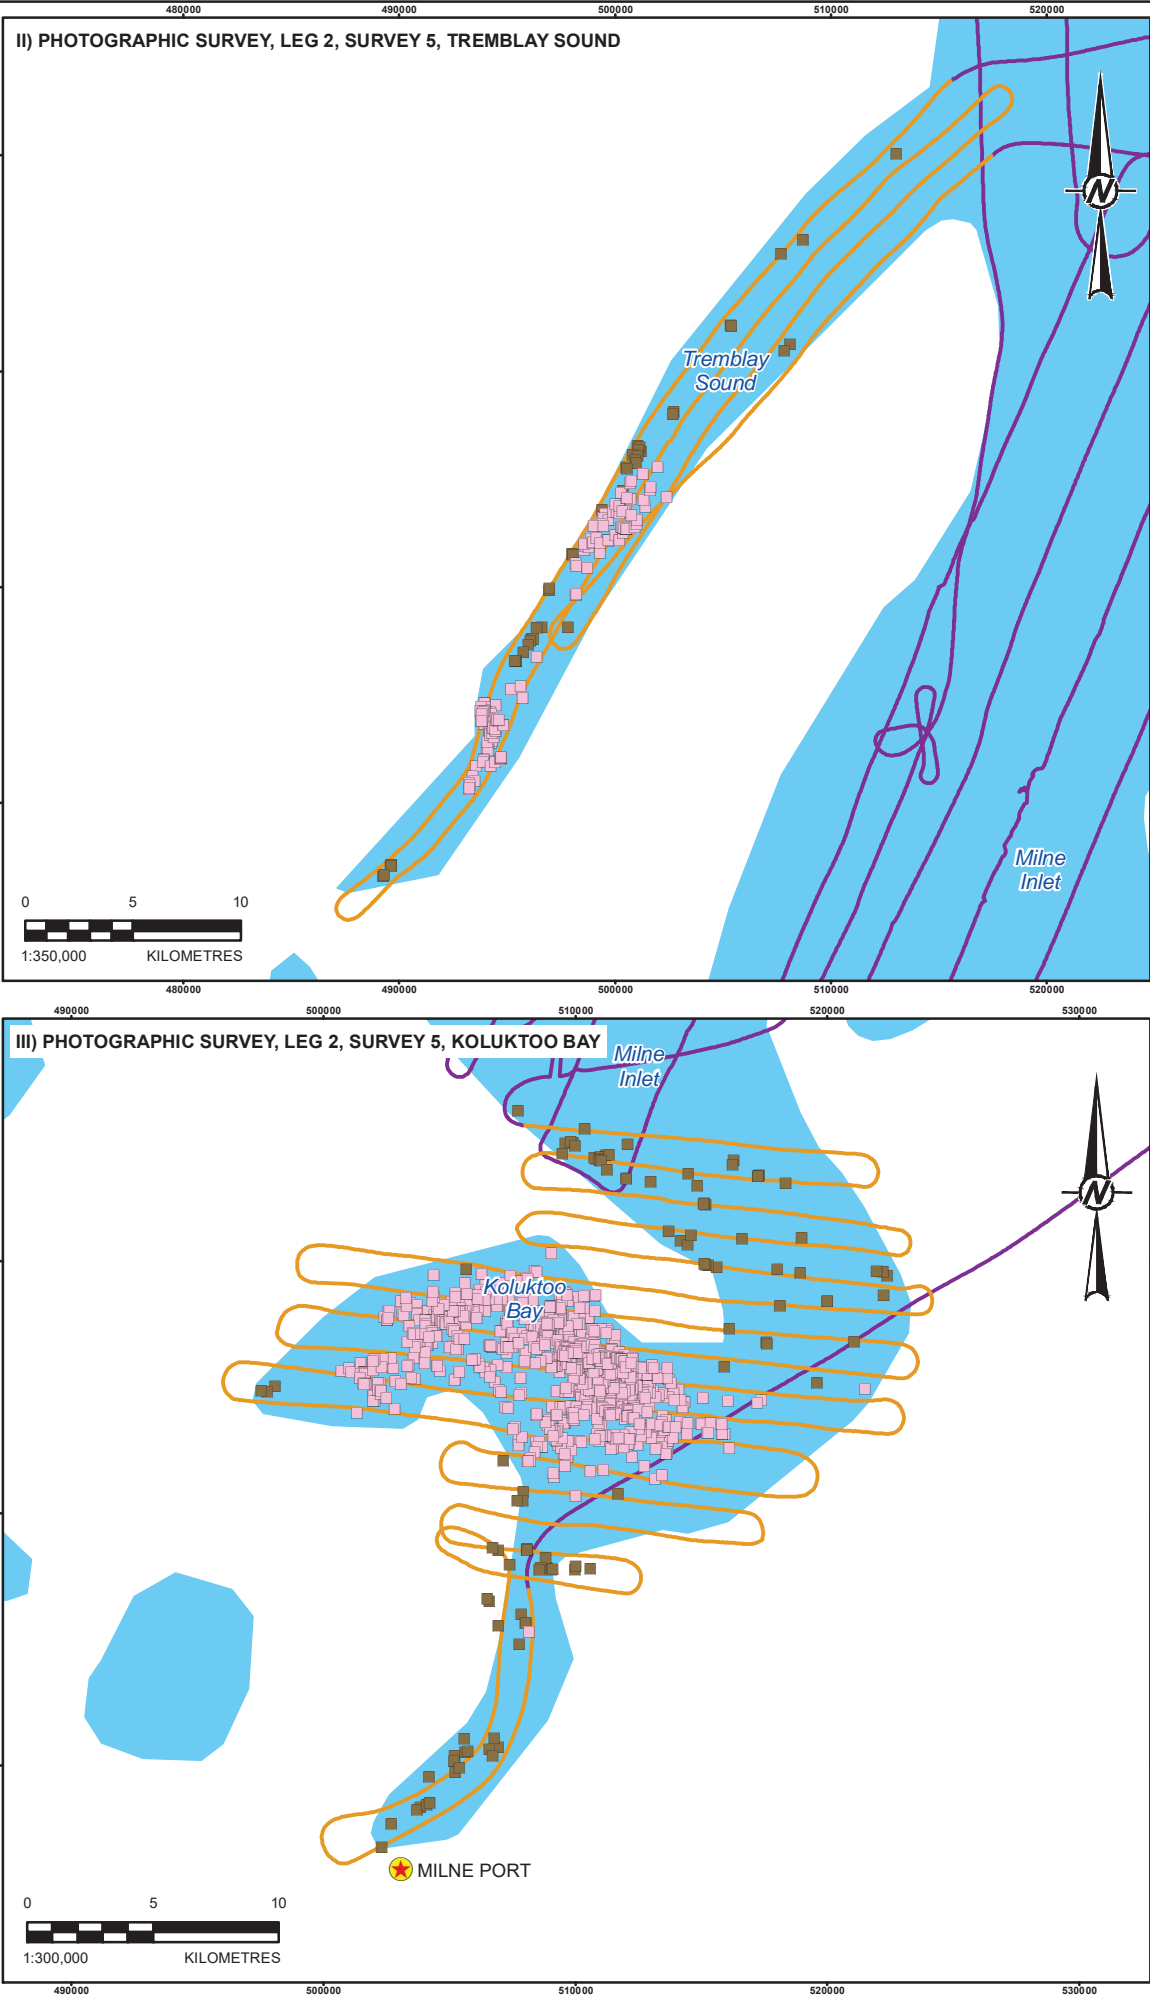 480000 490000 500000 510000 520000
II) PHOTOGRAPHIC SURVEY, LEG 2, SURVEY 5, TREMBLAY SOUND
N
Tremblay
Sound
Milne
Inlet
0 5 10
1:350,000 KILOMETRES
480000 490000 500000 510000 520000
490000 500000 510000 520000 530000
III) PHOTOGRAPHIC SURVEY, LEG 2, SURVEY 5, KOLUKTOO BAY
Milne
Inlet
N
Koluktoo
Bay
MILNE PORT
0 5 10
1:300,000 KILOMETRES
490000 500000 510000 520000 530000